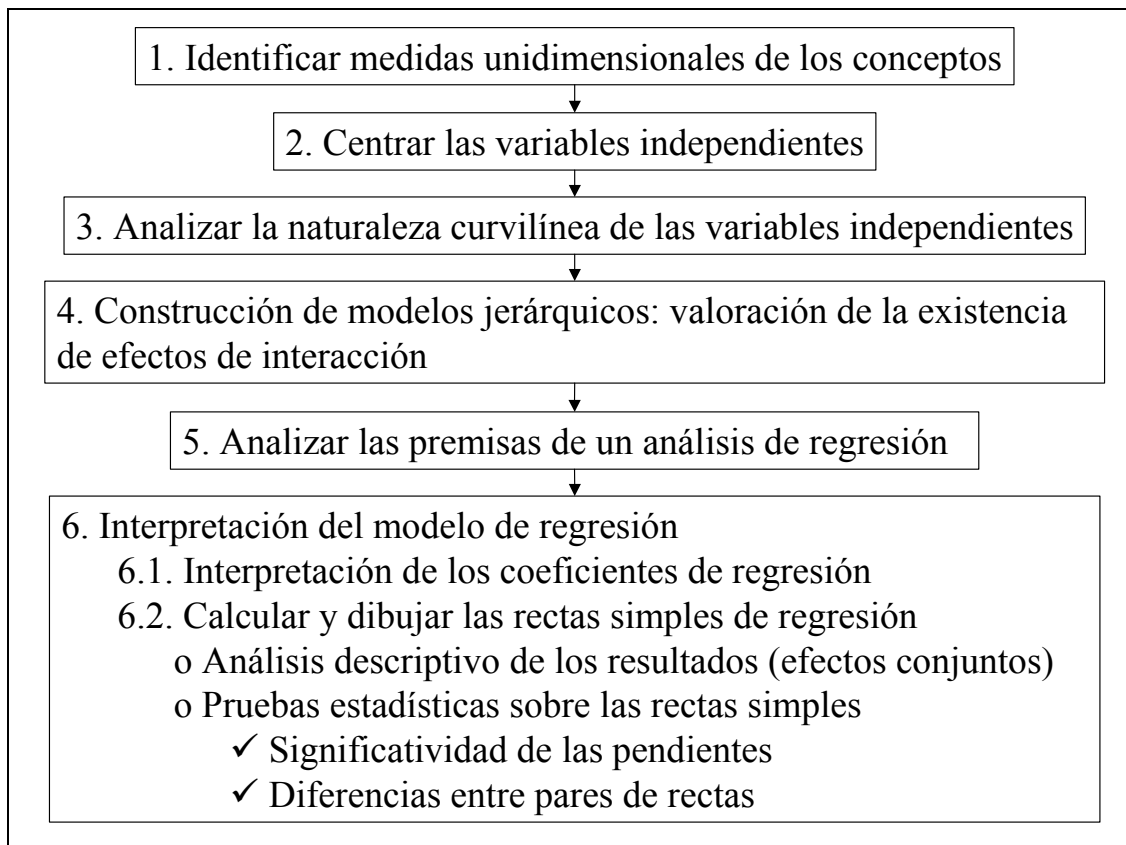 1. Identificar medidas unidimensionales de los conceptos
2. Centrar las variables independientes
3. Analizar la naturaleza curvilínea de las variables independientes
4. Construcción de modelos jerárquicos: valoración de la existencia
de efectos de interacción
5. Analizar las premisas de un análisis de regresión
6. Interpretación del modelo de regresión
6.1. Interpretación de los coeficientes de regresión
6.2. Calcular y dibujar las rectas simples de regresión
o Análisis descriptivo de los resultados (efectos conjuntos)
o Pruebas estadísticas sobre las rectas simples
✓ Significatividad de las pendientes
✓ Diferencias entre pares de rectas